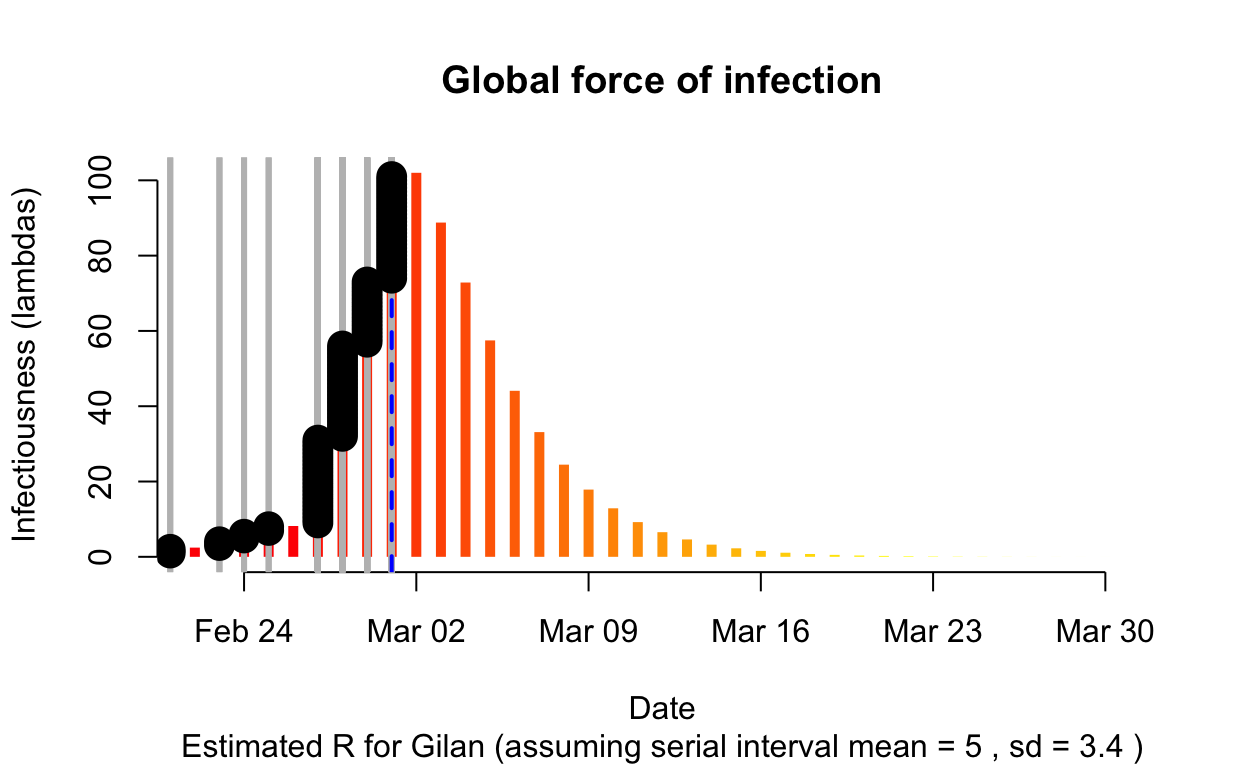 Global force of infection
Infectiousness (lambdas)
100
80
60
40
20
0
Feb 24 Mar 02 Mar 09 Mar 16 Mar 23 Mar 30
Date
Estimated R for Gilan (assuming serial interval mean = 5 , sd = 3.4 )